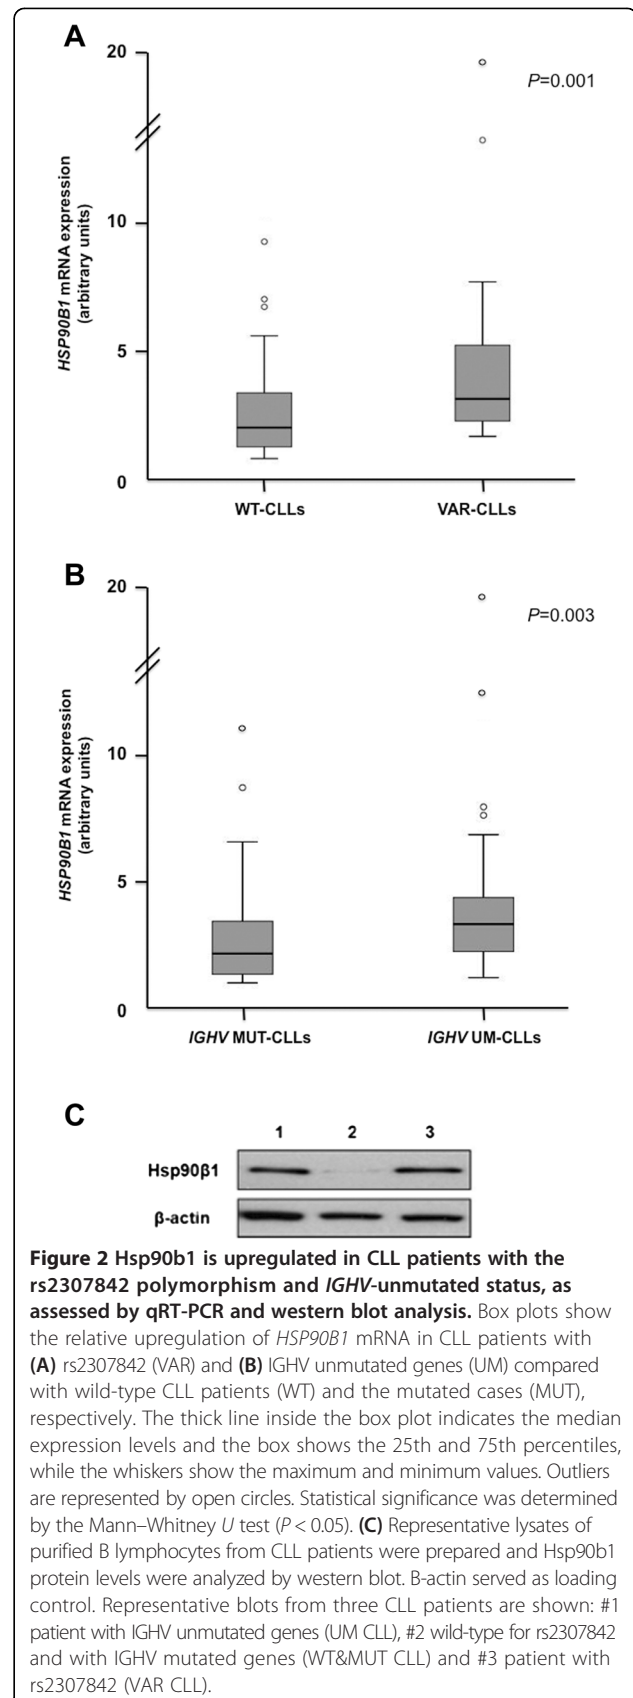 A
20
P=0.001
10
5
0
HSP90B1 mRNA expression
(arbitrary units)
WT-CLLs VAR-CLLs
B
20
P=0.003
10
5
0
HSP90B1 mRNA expression
(arbitrary units)
IGHV MUT-CLLs IGHV UM-CLLs
C
1 2 3
Hsp90β1
β-actin
Figure 2 Hsp90b1 is upregulated in CLL patients with the
rs2307842 polymorphism and IGHV-unmutated status, as
assessed by qRT-PCR and western blot analysis. Box plots show
the relative upregulation of HSP90B1 mRNA in CLL patients with
(A) rs2307842 (VAR) and (B) IGHV unmutated genes (UM) compared
with wild-type CLL patients (WT) and the mutated cases (MUT),
respectively. The thick line inside the box plot indicates the median
expression levels and the box shows the 25th and 75th percentiles,
while the whiskers show the maximum and minimum values. Outliers
are represented by open circles. Statistical significance was determined
by the Mann–Whitney U test (P < 0.05). (C) Representative lysates of
purified B lymphocytes from CLL patients were prepared and Hsp90b1
protein levels were analyzed by western blot. B-actin served as loading
control. Representative blots from three CLL patients are shown: #1
patient with IGHV unmutated genes (UM CLL), #2 wild-type for rs2307842
and with IGHV mutated genes (WT&MUT CLL) and #3 patient with
rs2307842 (VAR CLL).